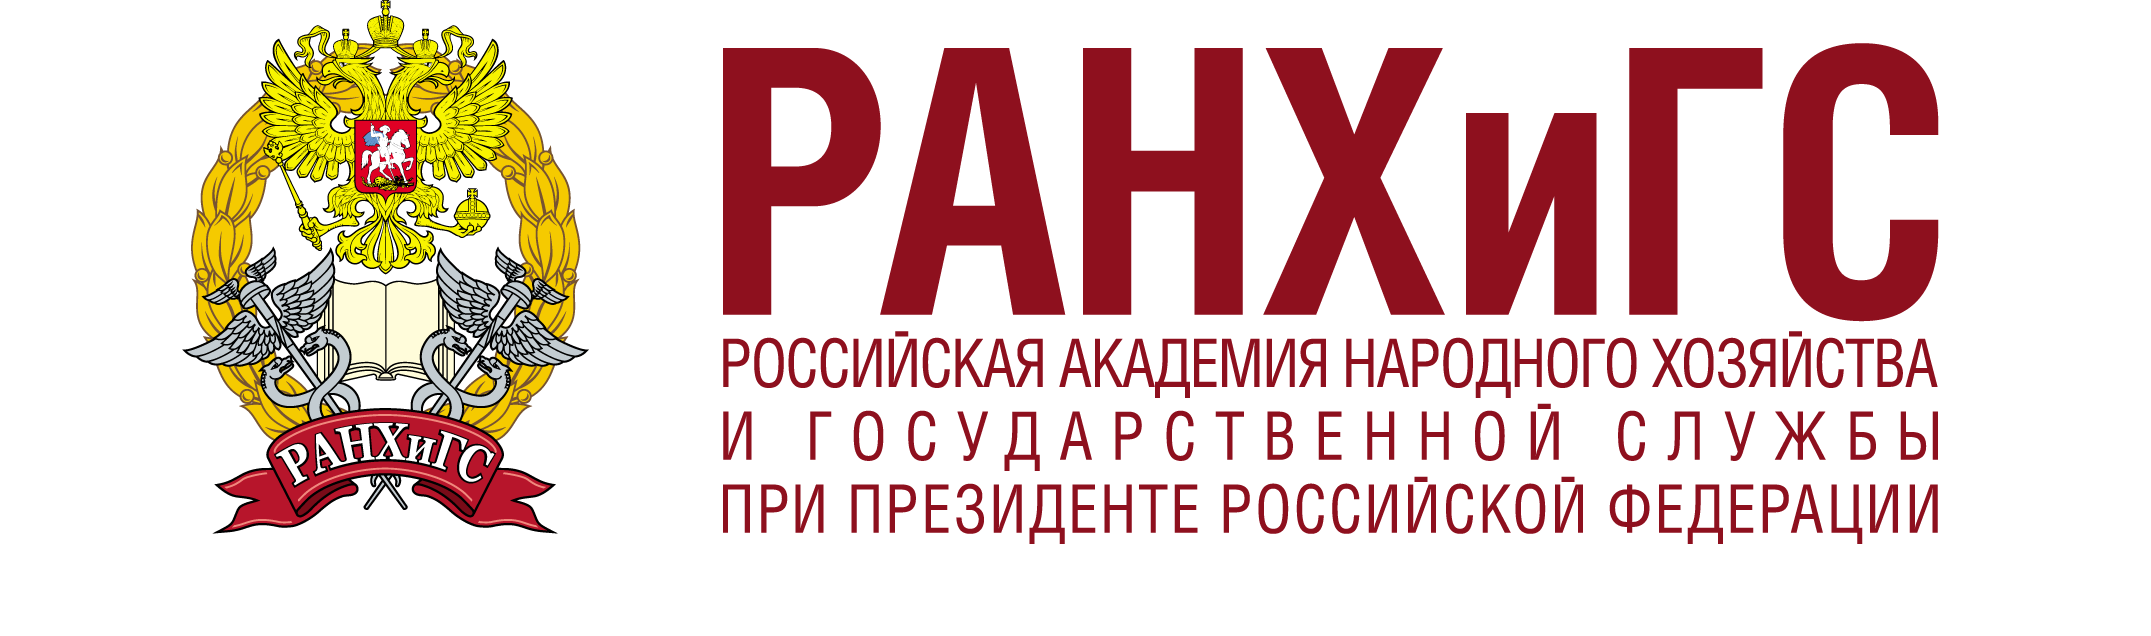 РАНХиГС
РАНХиГС
РОССИЙСКАЯ АКАДЕМИЯ НАРОДНОГО ХОЗЯЙСТВА
И ГОСУДАРСТВЕННОЙ СЛУЖБЫ
ПРИ ПРЕЗИДЕНТЕ РОССИЙСКОЙ ФЕДЕРАЦИИ